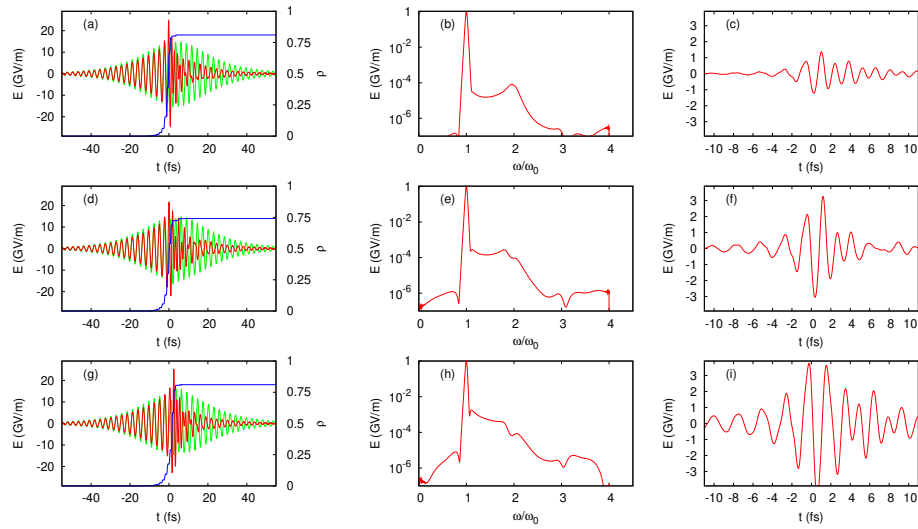 (a)
E (GV/m)
20
10
0
-10
-20
-40
-20
0
20
40
t (fs)
1
0.75
0.5
0.25
0
ρ
(b)
1
10⁻²
10⁻⁴
10⁻⁶
0
1
2
3
4
ω/ω₀
(c)
E (GV/m)
3
2
1
0
-1
-2
-3
-10 -8 -6 -4 -2 0 2 4 6 8 10
t (fs)
(d)
E (GV/m)
20
10
0
-10
-20
-40
-20
0
20
40
t (fs)
1
0.75
0.5
0.25
0
ρ
(e)
E (GV/m)
1
10⁻²
10⁻⁴
10⁻⁶
0
1
2
3
4
ω/ω₀
(f)
E (GV/m)
3
2
1
0
-1
-2
-3
-10 -8 -6 -4 -2 0 2 4 6 8 10
t (fs)
(g)
E (GV/m)
20
10
0
-10
-20
-40
-20
0
20
40
t (fs)
1
0.75
0.5
0.25
0
ρ
(h)
E (GV/m)
1
10⁻²
10⁻⁴
10⁻⁶
0
1
2
3
4
ω/ω₀
(i)
E (GV/m)
3
2
1
0
-1
-2
-3
-10 -8 -6 -4 -2 0 2 4 6 8 10
t (fs)
E (GV/m)